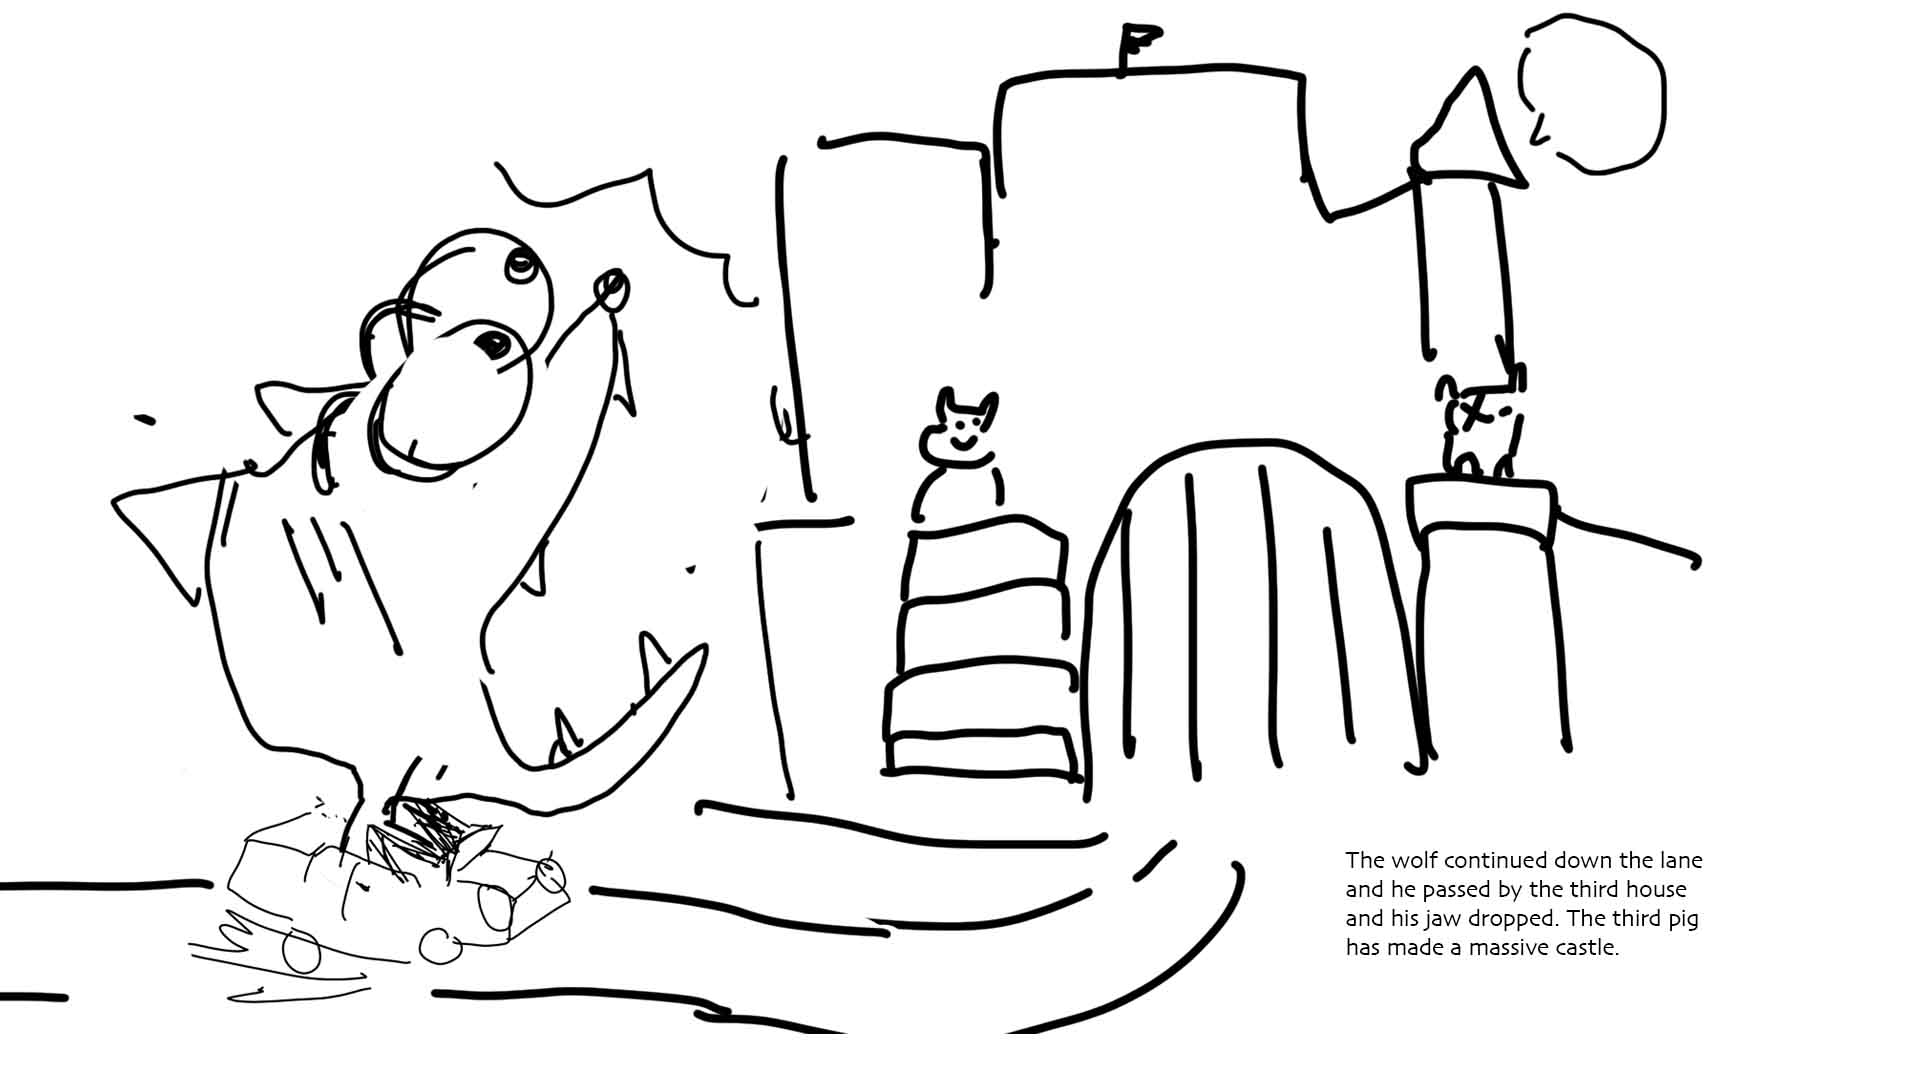 The wolf continued down the lane
and he passed by the third house
and his jaw dropped. The third pig
has made a massive castle.